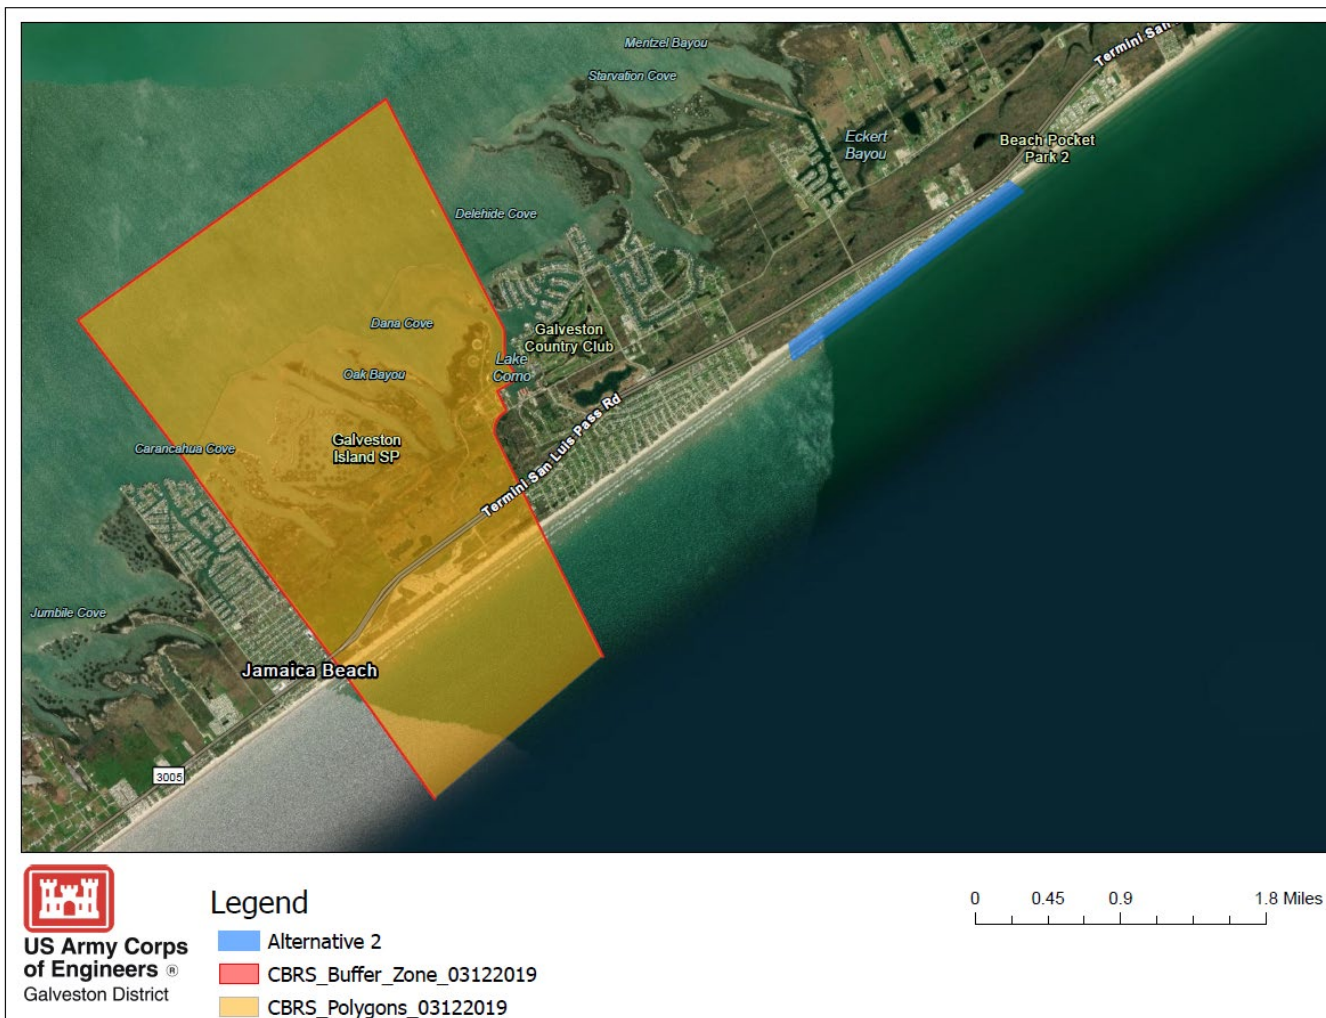 Mentzel Bayou
Termini San
Starvation Cove
Eckert
Bayou
Beach Pocket
Park 2
Delehide Cove
Dana Cove
Galveston
Country Club
Lake
Como
Oak Bayou
Galveston
Island SP
Carancahua Cove
Termini San Luis Pass Rd
Jumbile Cove
Jamaica Beach
3005
US Army Corps
of Engineers ®
Galveston District
Legend
Alternative 2
CBRS_Buffer_Zone_03122019
CBRS_Polygons_03122019
0 0.45 0.9 1.8 Miles